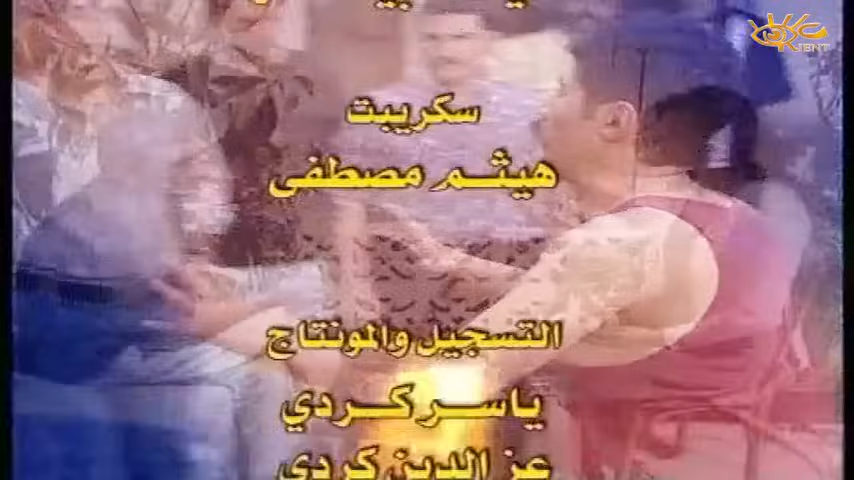 سكريبت
هيثم مصطفى
التسجيل والمونتاج
ياسر كردي
عز الدين كردي